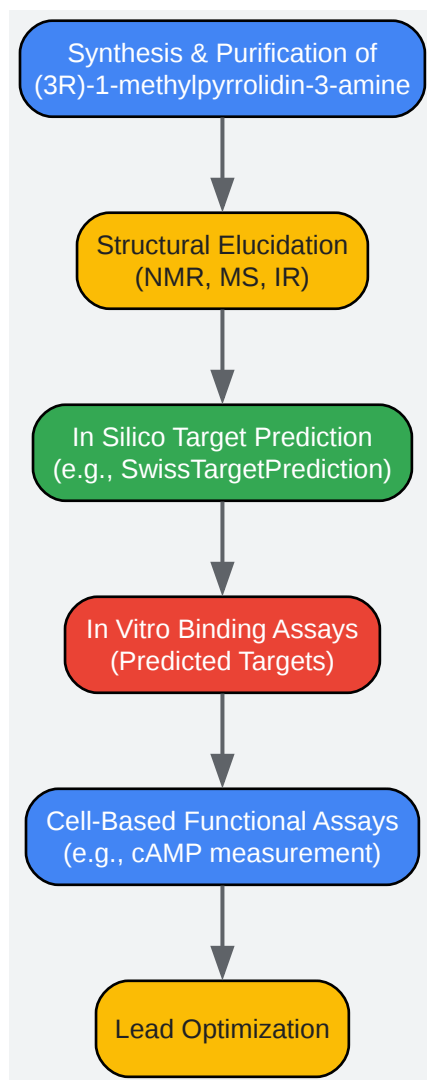 Synthesis & Purification of
(3R)-1-methylpyrrolidin-3-amine
Structural Elucidation
(NMR, MS, IR)
In Silico Target Prediction
(e.g., SwissTargetPrediction)
In Vitro Binding Assays
(Predicted Targets)
Cell-Based Functional Assays
(e.g., cAMP measurement)
Lead Optimization